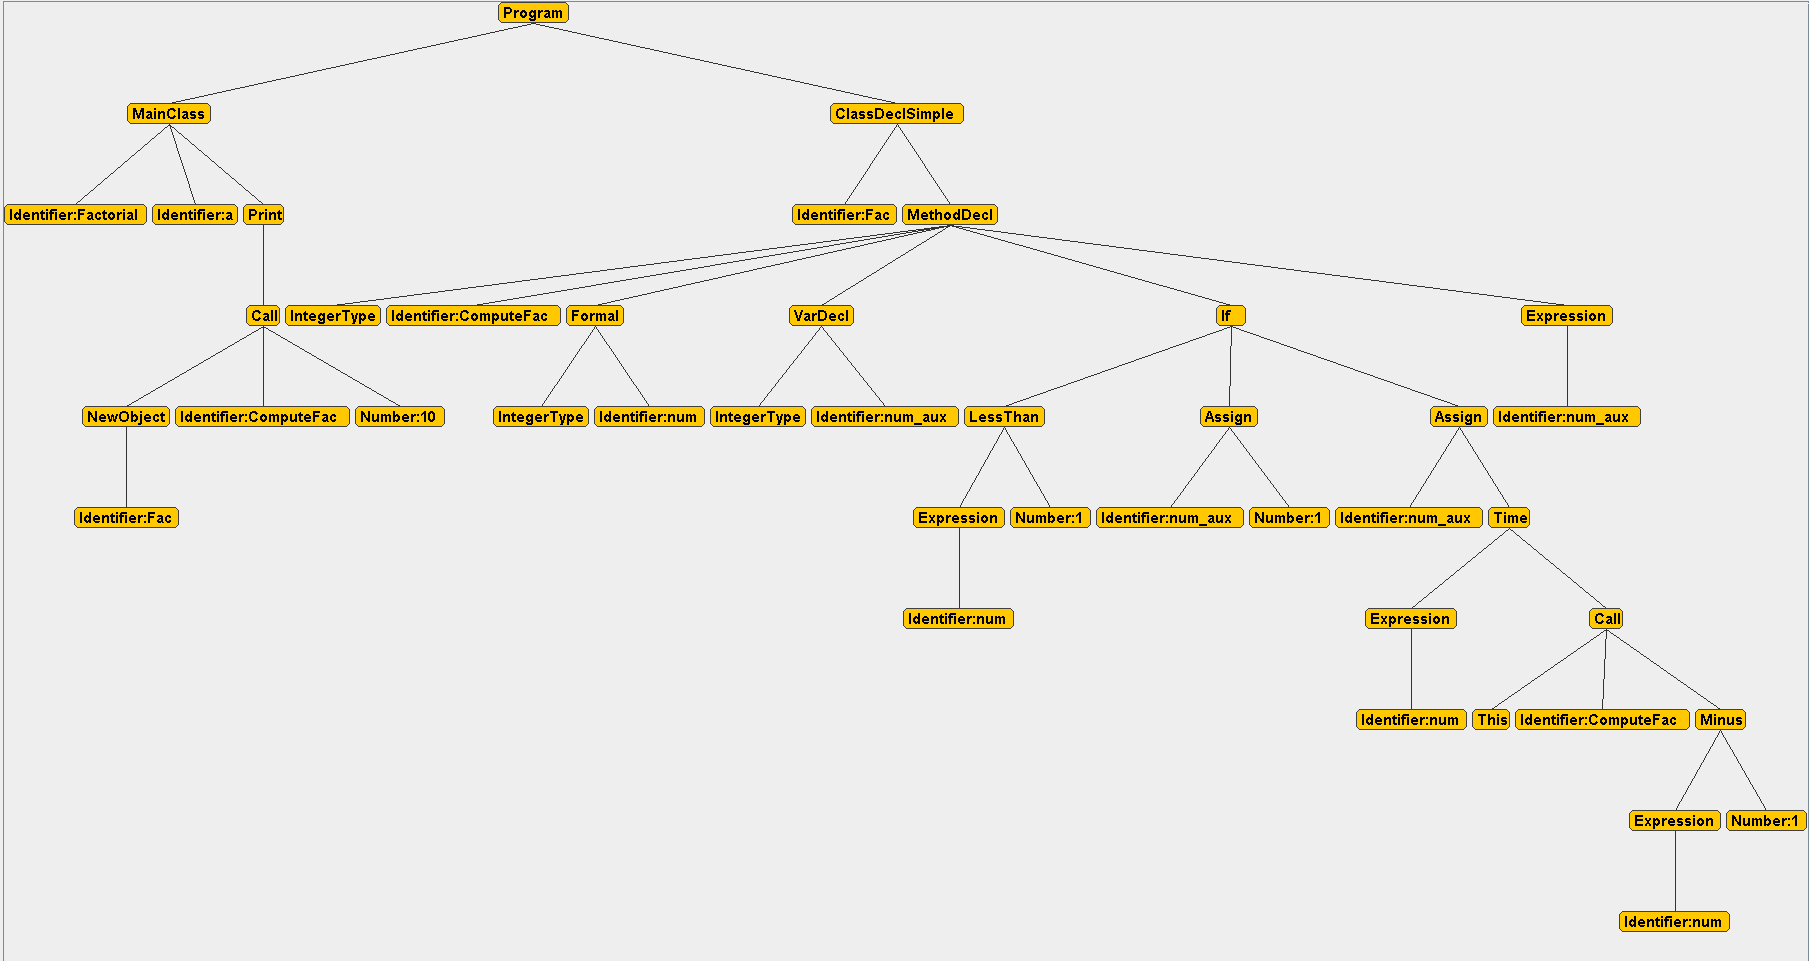 Program
MainClass ClassDeclSimple
Identifier:Factorial Identifier:a Print Identifier:Fac MethodDecl
Call IntegerType Identifier:ComputeFac Formal VarDecl If Expression
NewObject Identifier:ComputeFac Number:10 IntegerType Identifier:num IntegerType Identifier:num_aux LessThan Assign Assign Identifier:num_aux
Identifier:Fac Expression Number:1 Identifier:num_aux Number:1 Identifier:num_aux Time
Identifier:num Expression Call
Identifier:num This Identifier:ComputeFac Minus
Expression Number:1
Identifier:num